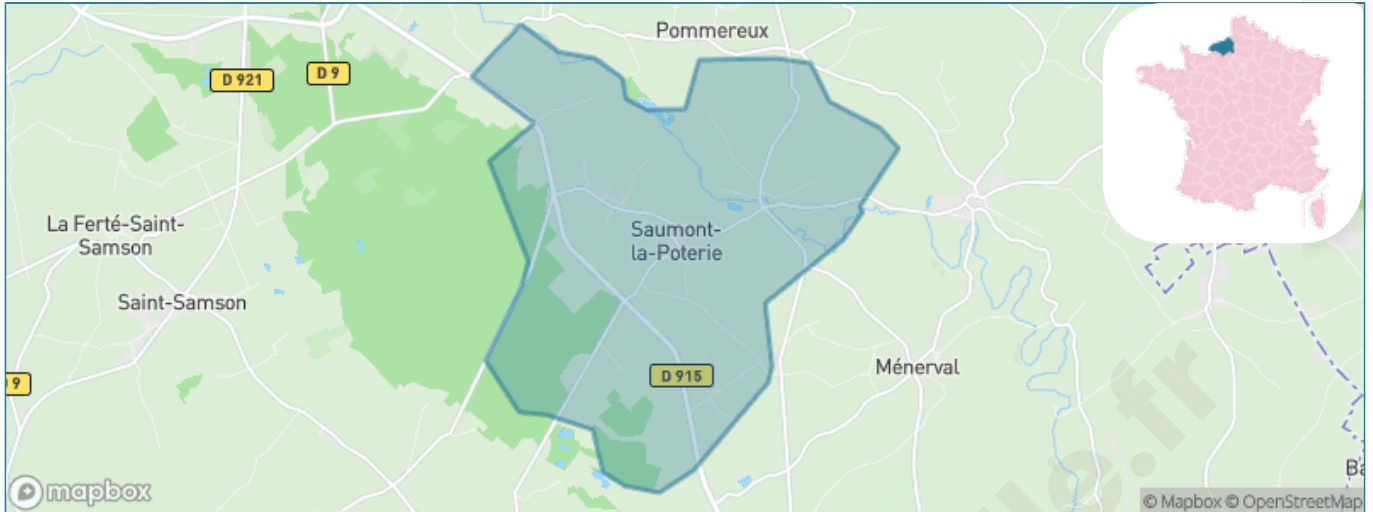 Pommereux
D 921
D 9
La Ferté-Saint-
Samson
Saumont-
la-Poterie
Saint-Samson
Ménerval
D 915
9
mapbox
© Mapbox © OpenStreetMap